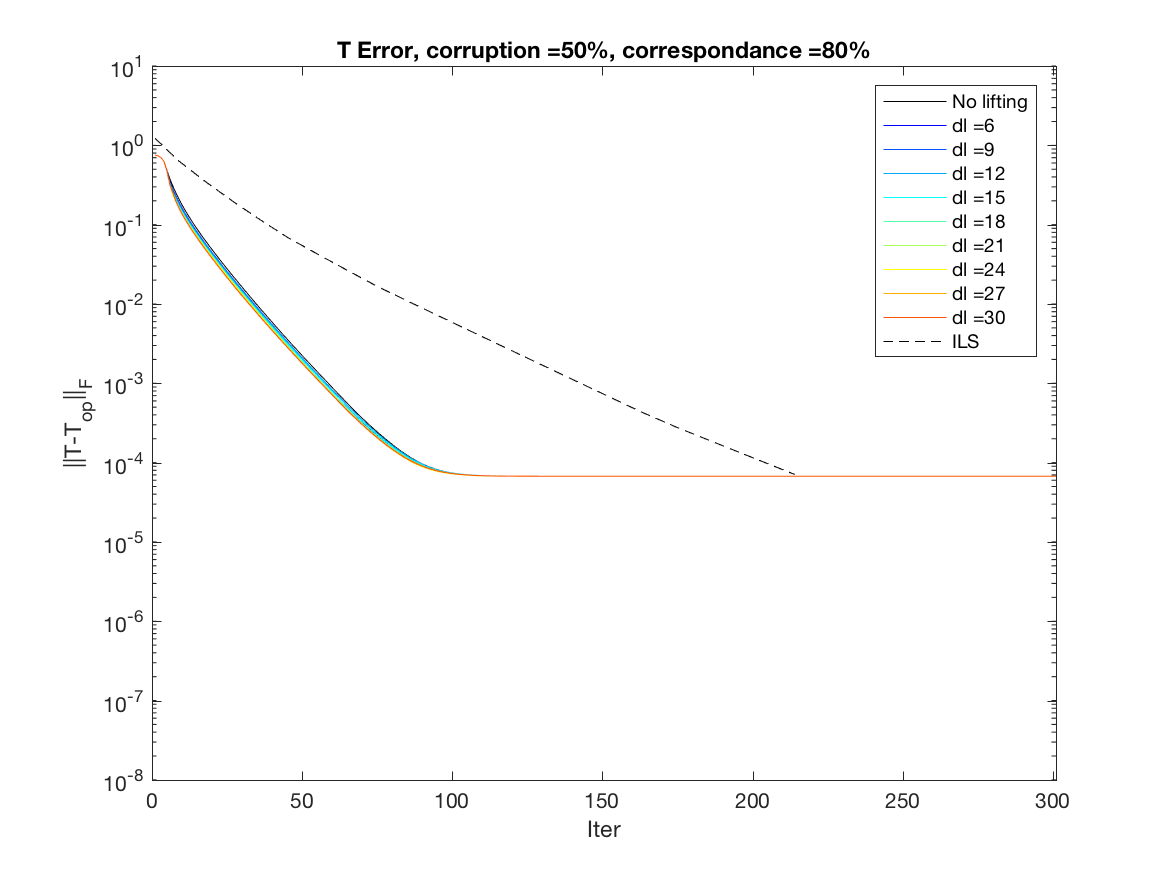 T Error, corruption =50%, correspondance =80%
10^1
10^0
10^-1
10^-2
10^-3
10^-4
10^-5
10^-6
10^-7
10^-8
||T-T_op||_F
0 50 100 150 200 250 300
Iter
No lifting
dl =6
dl =9
dl =12
dl =15
dl =18
dl =21
dl =24
dl =27
dl =30
ILS